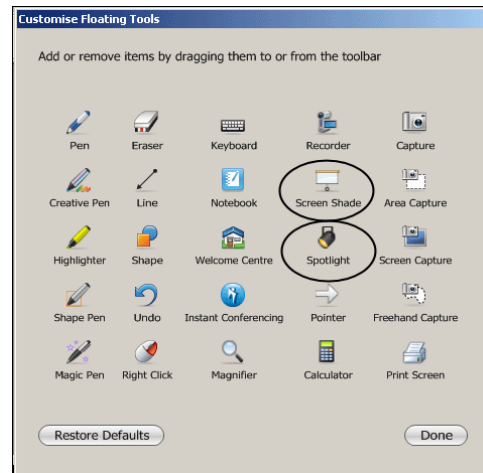 Customise Floating Tools
Add or remove items by dragging them to or from the toolbar
Pen Eraser Keyboard Recorder Capture
Creative Pen Line Notebook Screen Shade Area Capture
Highlighter Shape Welcome Centre Spotlight Screen Capture
Shape Pen Undo Instant Conferencing Pointer Freehand Capture
Magic Pen Right Click Magnifier Calculator Print Screen
Restore Defaults Done